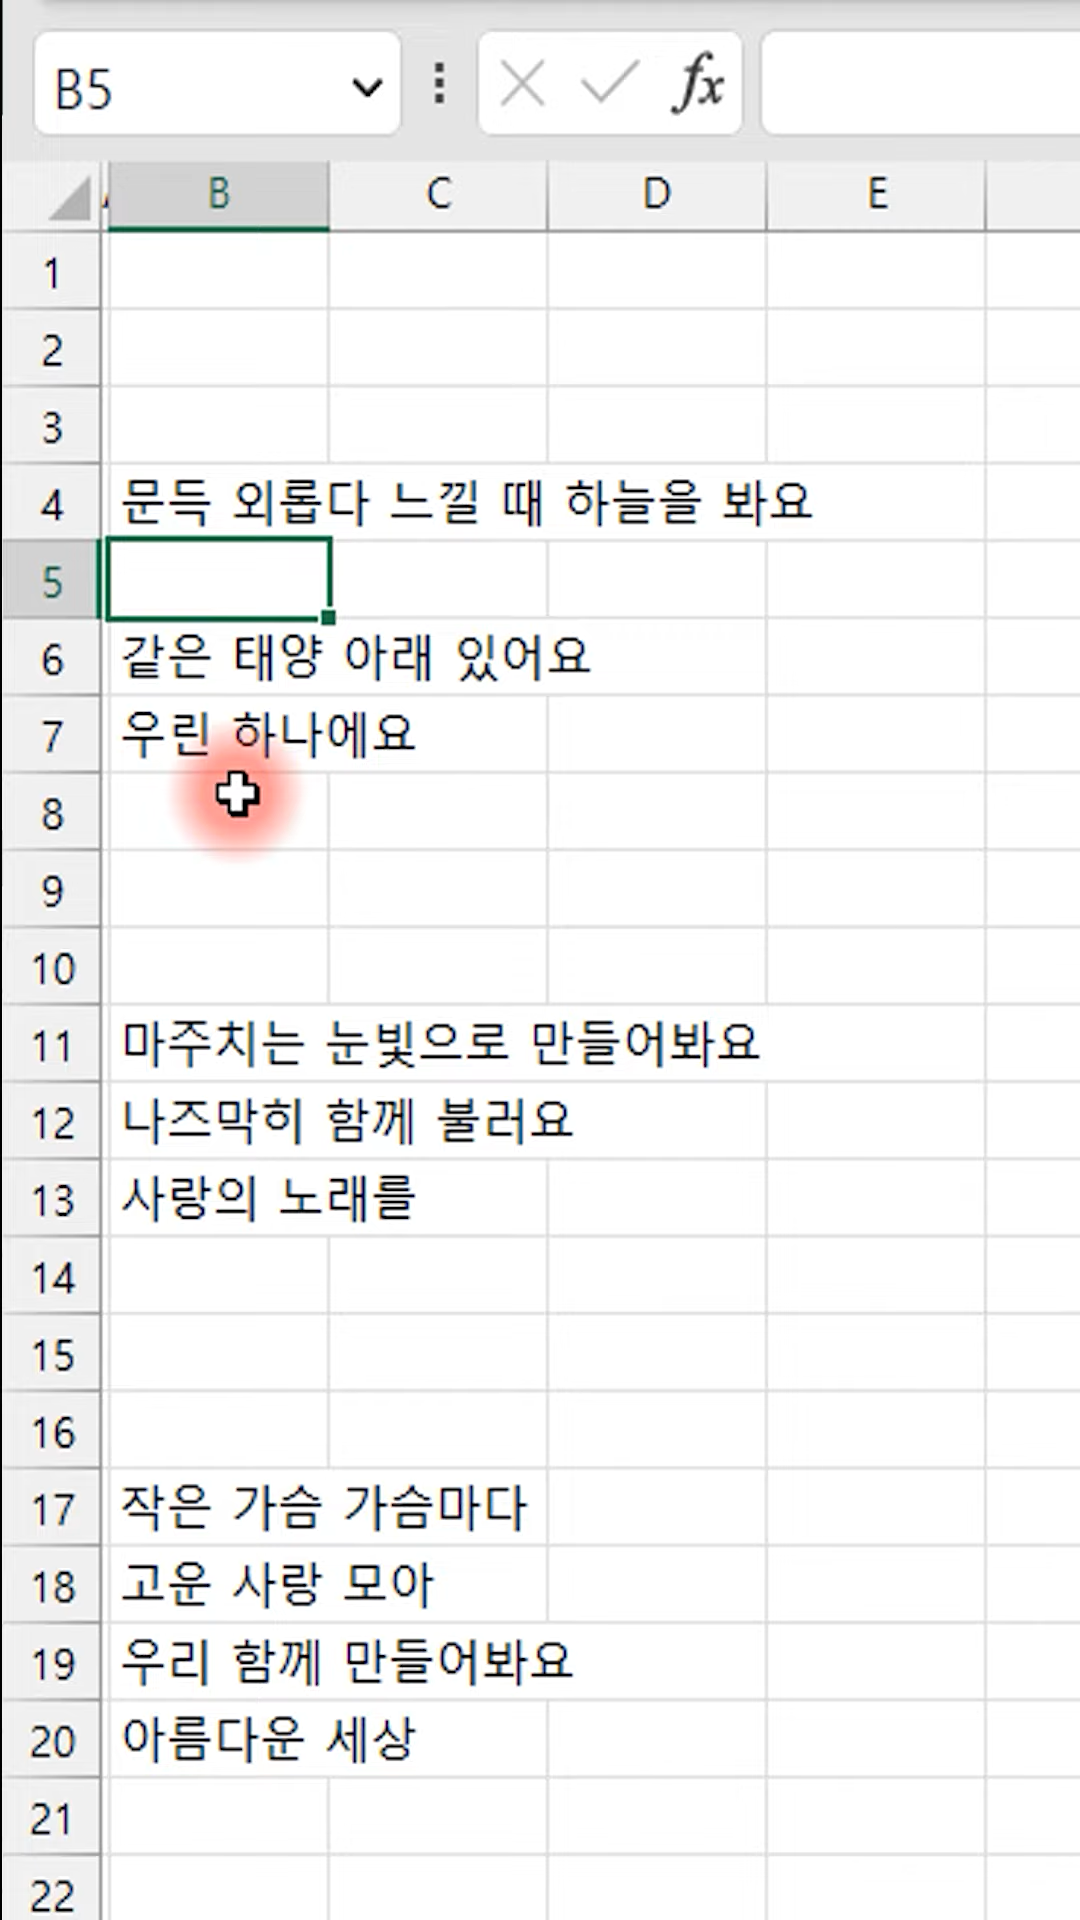 B5
fx
B C D E
1
2
3
4 문득 외롭다 느낄 때 하늘을 봐요
5
6 같은 태양 아래 있어요
7 우린 하나에요
8
9
10
11 마주치는 눈빛으로 만들어봐요
12 나즈막히 함께 불러요
13 사랑의 노래를
14
15
16
17 작은 가슴 가슴마다
18 고운 사랑 모아
19 우리 함께 만들어봐요
20 아름다운 세상
21
22